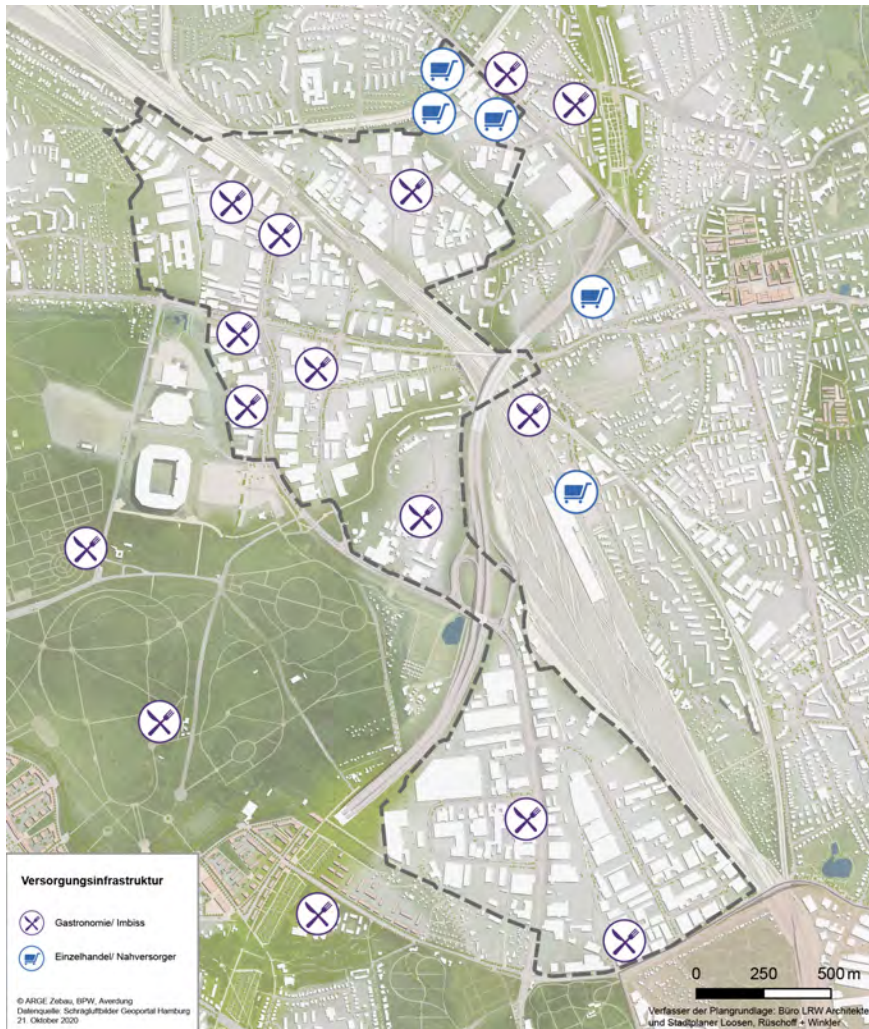 Versorgungsinfrastruktur
Gastronomie/ Imbiss
Einzelhandel/ Nahversorger
© ARGE Zebau, BPW, Averdung
Datenquelle: Schrägluftbilder Geoportal Hamburg
21. Oktober 2020
0 250 500 m
Verfasser der Plangrundlage: Büro LRW Architekte
und Stadtplaner Loosen, Rüschoff + Winkler